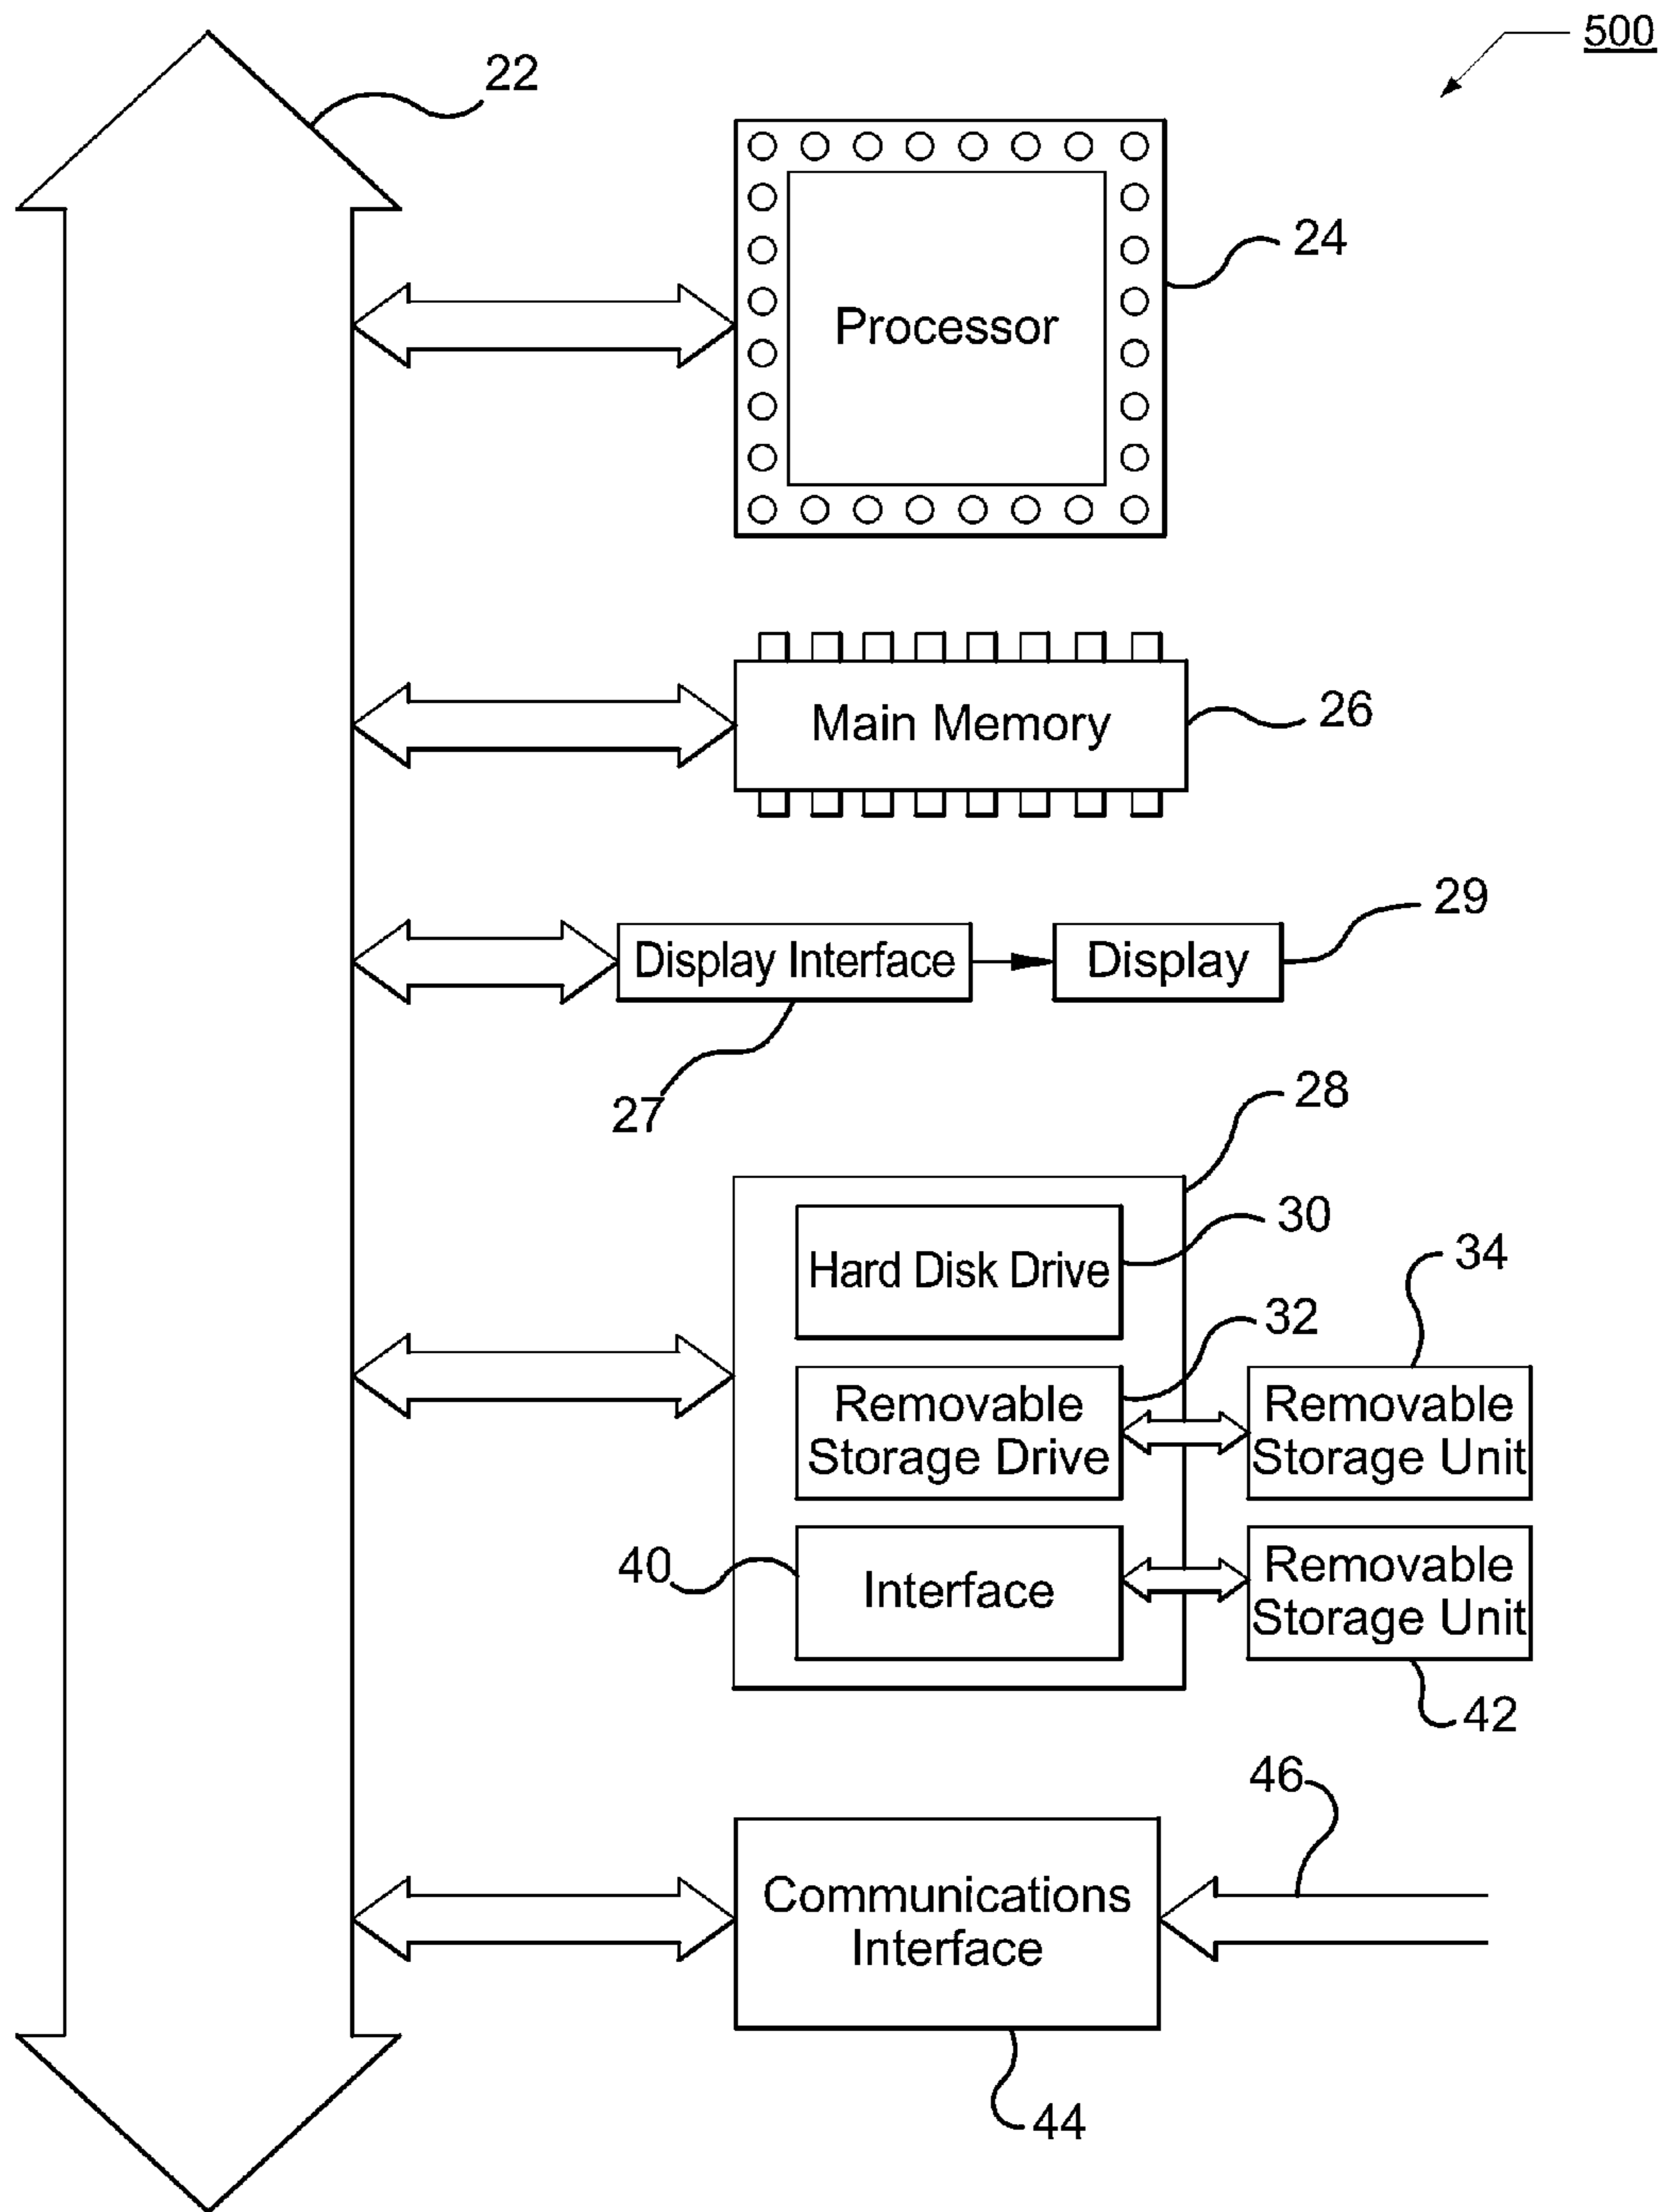 500
22
24
Processor
26
Main Memory
29
Display Interface
Display
27
28
30
Hard Disk Drive
34
32
Removable
Storage Drive
Removable
Storage Unit
40
Interface
Removable
Storage Unit
42
46
Communications
Interface
44